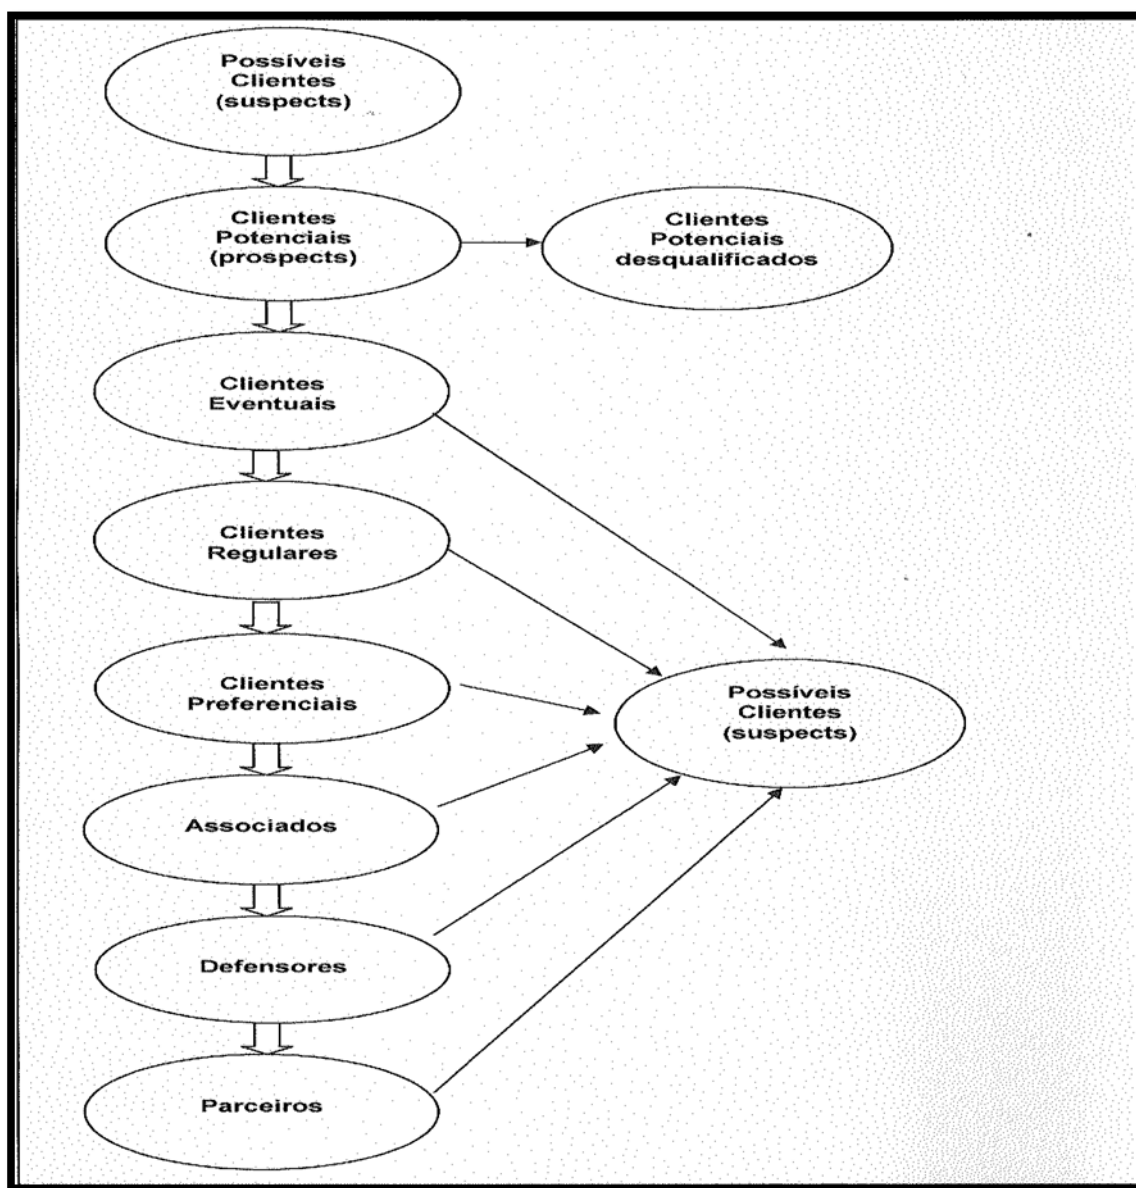 Possíveis
Clientes
(suspects)
Clientes
Potenciais
(prospects)
Clientes
Potenciais
desqualificados
Clientes
Eventuais
Clientes
Regulares
Clientes
Preferenciais
Possíveis
Clientes
(suspects)
Associados
Defensores
Parceiros